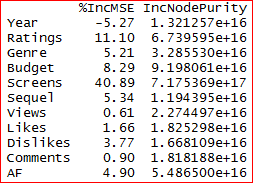 %IncMSE IncNodePurity
Year -5.27 1.321257e+16
Ratings 11.10 6.739595e+16
Genre 5.21 3.285530e+16
Budget 8.29 9.198061e+16
Screens 40.89 7.175369e+17
Sequel 5.34 1.194395e+16
Views 0.61 2.274497e+16
Likes 1.66 1.825298e+16
Dislikes 3.77 1.668109e+16
Comments 0.90 1.818188e+16
AF 4.90 5.486500e+16